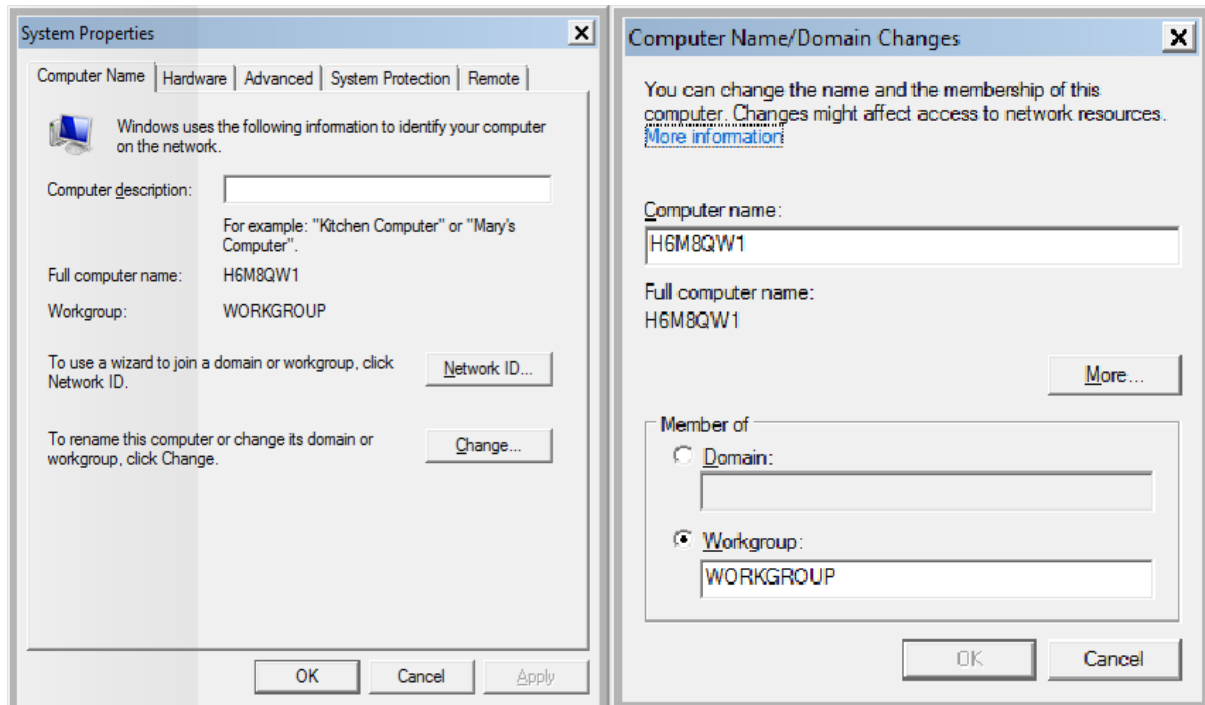 System Properties
Computer Name
Hardware
Advanced
System Protection
Remote
Windows uses the following information to identify your computer
on the network.
Computer description:
For example: "Kitchen Computer" or "Mary's
Computer".
Full computer name:
H6M8QW1
Workgroup:
WORKGROUP
To use a wizard to join a domain or workgroup, click
Network ID.
Network ID...
To rename this computer or change its domain or
workgroup, click Change.
Change...
OK
Cancel
Apply
Computer Name/Domain Changes
You can change the name and the membership of this
computer. Changes might affect access to network resources.
More information
Computer name:
H6M8QW1
Full computer name:
H6M8QW1
More...
Member of
Domain:
Workgroup:
WORKGROUP
OK
Cancel